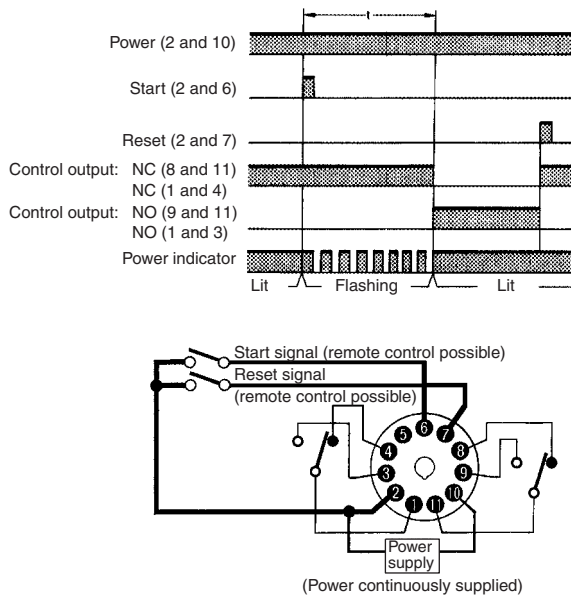 t
Power (2 and 10)
Start (2 and 6)
Reset (2 and 7)
Control output: NC (8 and 11)
NC (1 and 4)
Control output: NO (9 and 11)
NO (1 and 3)
Power indicator
Lit Flashing Lit
Start signal (remote control possible)
Reset signal
(remote control possible)
6
5 7
4 8
3 9
2 10
1 11
Power
supply
(Power continuously supplied)